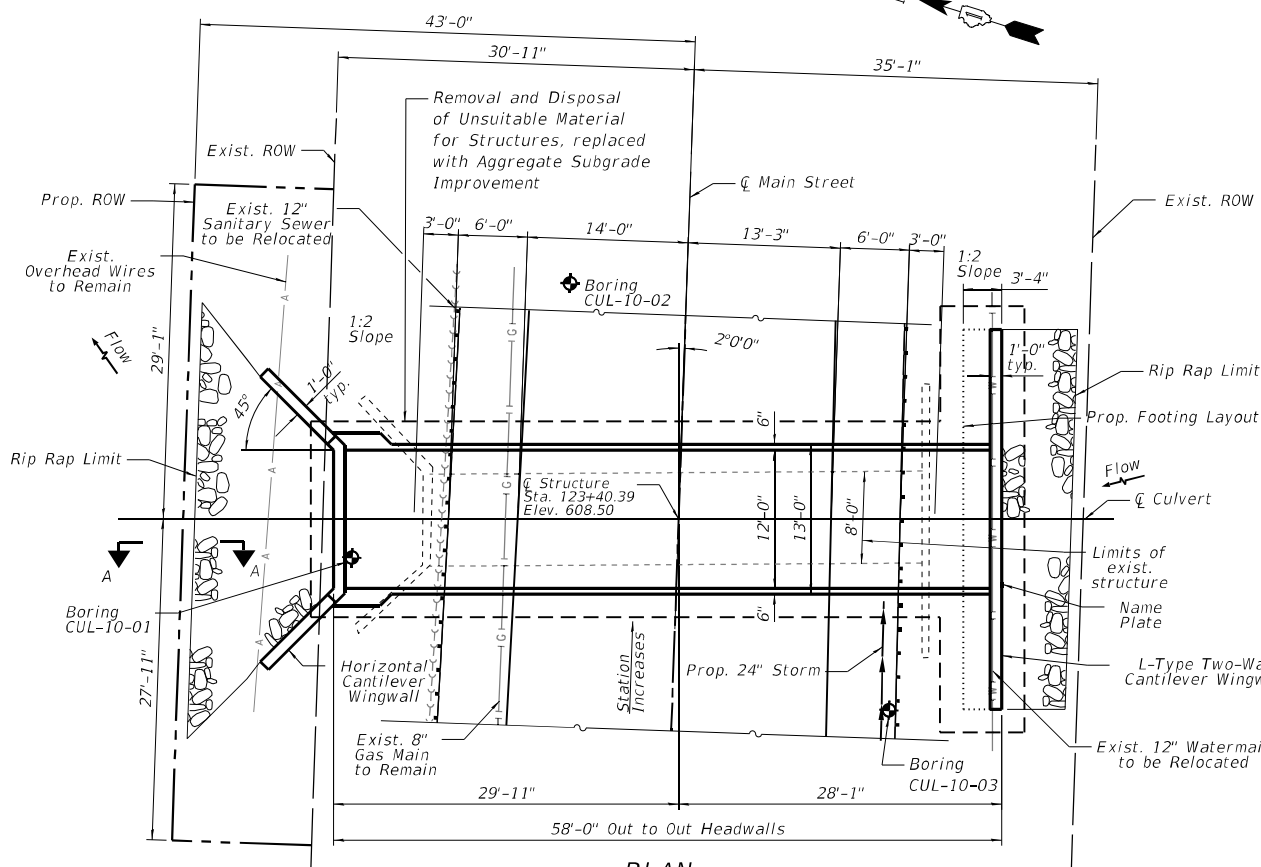 43'-0"
30'-11"
35'-1"
Removal and Disposal
of Unsuitable Material
for Structures, replaced
with Aggregate Subgrade
Improvement
Exist. ROW
℄ Main Street
Prop. ROW
Exist. ROW
Exist. 12"
Sanitary Sewer
to be Relocated
3'-0"
6'-0"
14'-0"
13'-3"
6'-0"
3'-0"
1:2
Slope
3'-4"
Exist.
Overhead Wires
to Remain
Boring
CUL-10-02
1:2
Slope
2°0'0"
Flow
29'-1"
1'-0"
typ.
1'-0"
typ.
45°
Rip Rap Limit
6"
Prop. Footing Layout
Rip Rap Limit
Flow
℄ Structure
Sta. 123+40.39
Elev. 608.50
12'-0"
13'-0"
8'-0"
℄ Culvert
A
A
Limits of
exist.
structure
Boring
CUL-10-01
6"
Name
Plate
Horizontal
Cantilever
Wingwall
Station
Increases
Prop. 24" Storm
L-Type Two-Wa
Cantilever Wingw
27'-11"
Exist. 8"
Gas Main
to Remain
Boring
CUL-10-03
Exist. 12" Watermai
to be Relocated
29'-11"
28'-1"
58'-0" Out to Out Headwalls
A
A
A
A
G
G
G
G
W
W
W
PLAN